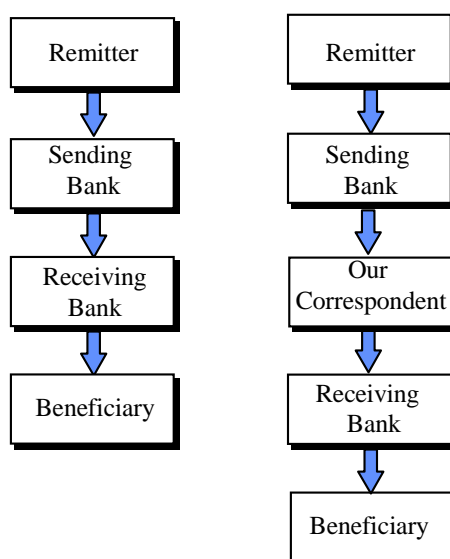 Remitter
Sending
Bank
Receiving
Bank
Beneficiary
Remitter
Sending
Bank
Our
Correspondent
Receiving
Bank
Beneficiary